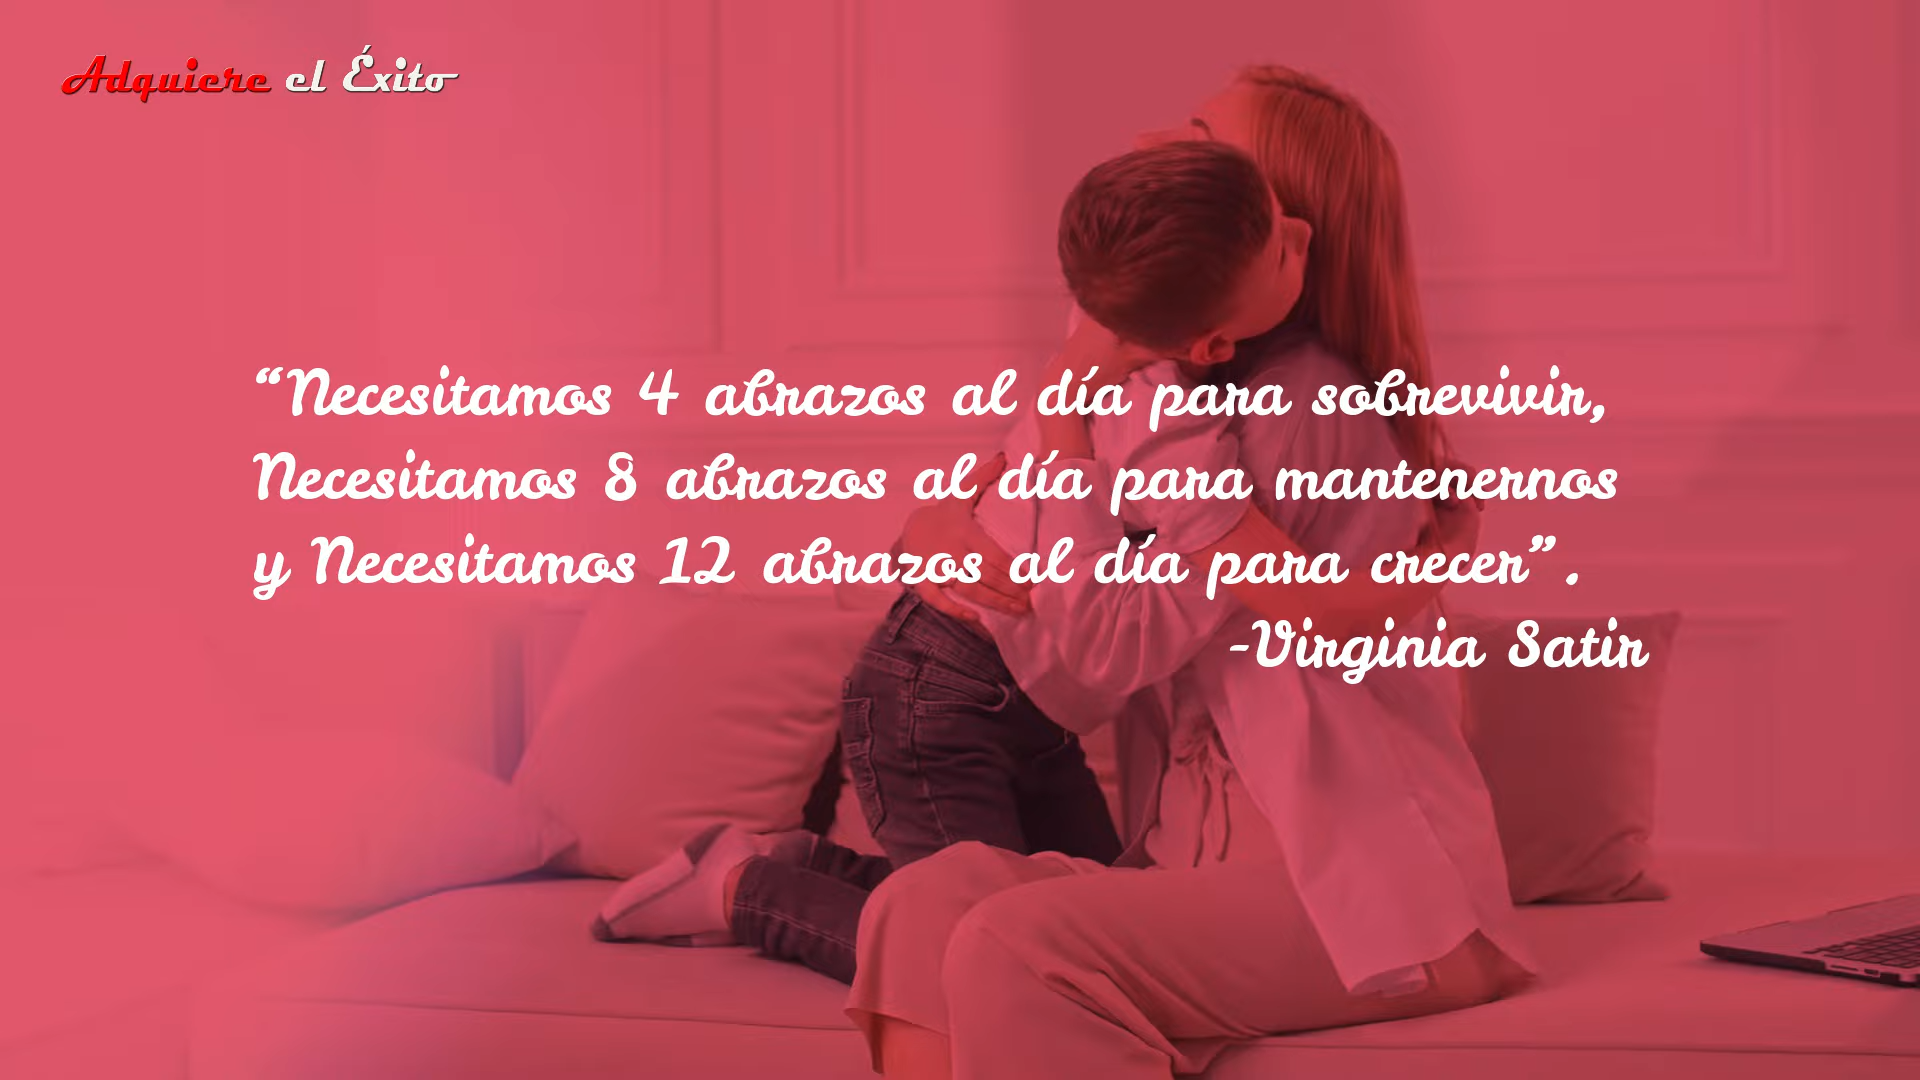 Adquiere el Éxito
“Necesitamos 4 abrazos al día para sobrevivir,
Necesitamos 8 abrazos al día para mantenernos
y Necesitamos 12 abrazos al día para crecer”.
-Virginia Satir